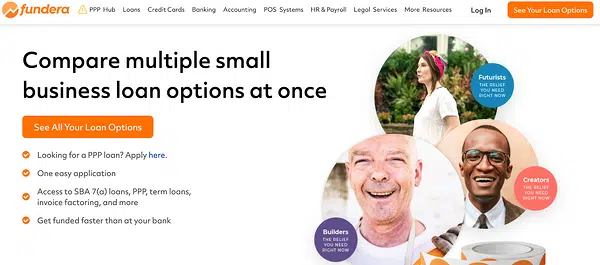 fundera
PPP Hub Loans Credit Cards Banking Accounting POS Systems HR & Payroll Legal Services More Resources Log In See Your Loan Options
Compare multiple small
business loan options at once
See All Your Loan Options
Looking for a PPP loan? Apply here.
One easy application
Access to SBA 7(a) loans, PPP, term loans,
invoice factoring, and more
Get funded faster than at your bank
Futurists
THE RELIEF
YOU NEED
RIGHT NOW
Creators
THE RELIEF
YOU NEED
RIGHT NOW
Builders
THE RELIEF
YOU NEED
RIGHT NOW